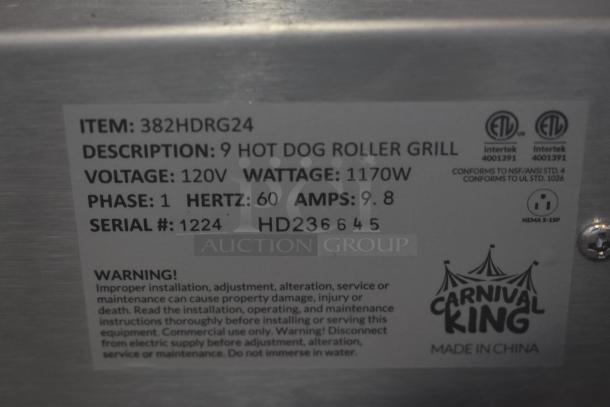 ITEM: 382HDRG24
DESCRIPTION: 9 HOT DOG ROLLER GRILL
VOLTAGE: 120V WATTAGE: 1170W
PHASE: 1 HERTZ: 60 AMPS: 9.8
SERIAL #: 1224 HD236645
AUCTION GROUP
ETL US
Intertek
4001391
ETL
Intertek
4001391
CONFORMS TO NSF/ANSI STD. 4
CONFORMS TO UL STD. 1026
NEMA 5-15P
WARNING!
Improper installation, adjustment, alteration, service or
maintenance can cause property damage, injury or
death. Read the installation, operating, and maintenance
instructions thoroughly before installing or serving this
equipment. Commercial use only. Warning! Disconnect
from electric supply before adjustment, alteration,
service or maintenance. Do not immerse in water.
CARNIVAL
KING
MADE IN CHINA